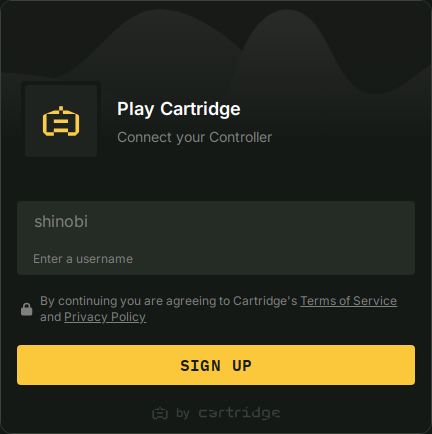 Play Cartridge
Connect your Controller
shinobi
Enter a username
By continuing you are agreeing to Cartridge's Terms of Service
and Privacy Policy
SIGN UP
by cartridge